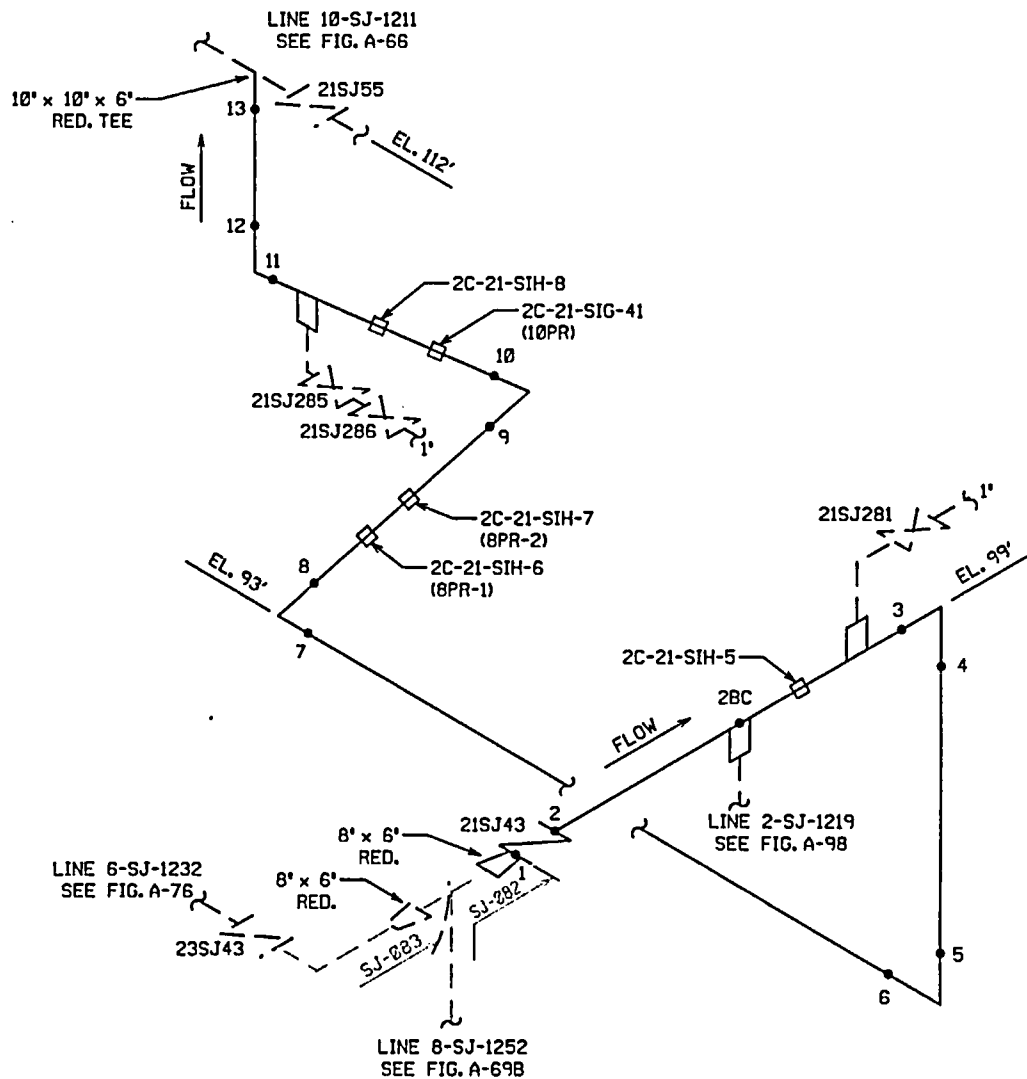 LINE 10-SJ-1211
SEE FIG. A-66
10" x 10" x 6"
RED. TEE
21SJ55
13
EL. 112'
FLOW
12
11
2C-21-SIH-8
2C-21-SIG-41
(10PR)
10
21SJ285
21SJ286
1"
9
2C-21-SIH-7
(8PR-2)
2C-21-SIH-6
(8PR-1)
EL. 93'
8
7
21SJ281
1"
EL. 99'
3
4
2C-21-SIH-5
2BC
FLOW
2
21SJ43
8" x 6"
RED.
1
LINE 2-SJ-1219
SEE FIG. A-98
LINE 6-SJ-1232
SEE FIG. A-76
8" x 6"
RED.
SJ-082
23SJ43
SJ-083
5
6
LINE 8-SJ-1252
SEE FIG. A-69B